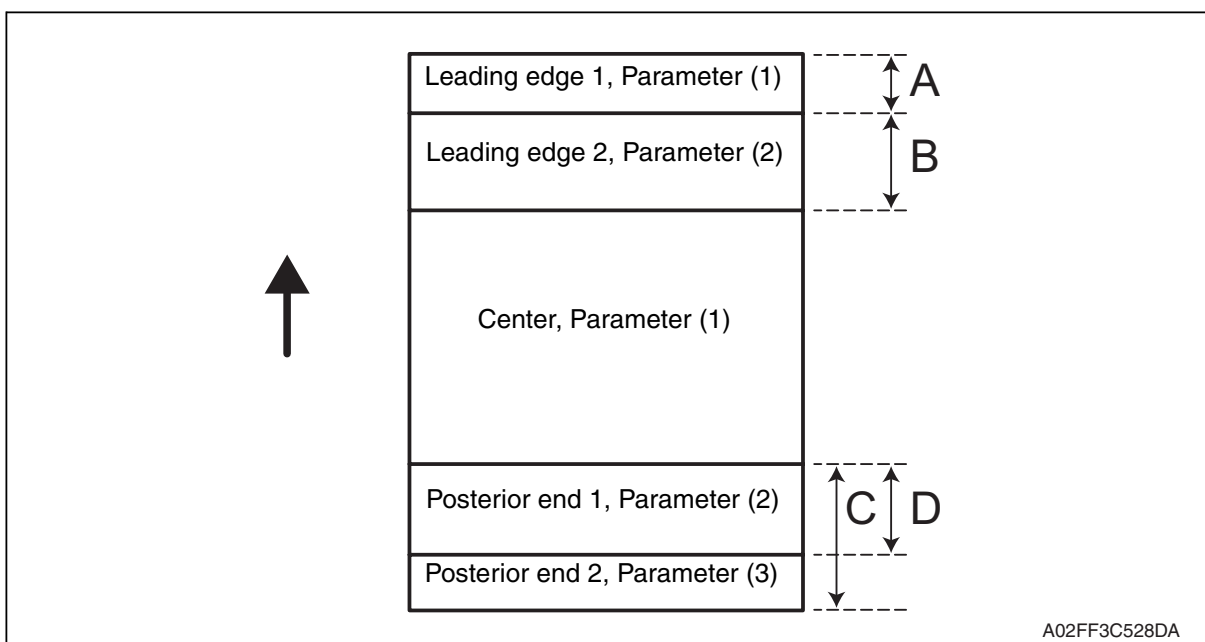 Leading edge 1, Parameter (1)
A
Leading edge 2, Parameter (2)
B
Center, Parameter (1)
Posterior end 1, Parameter (2)
C
D
Posterior end 2, Parameter (3)
A02FF3C528DA